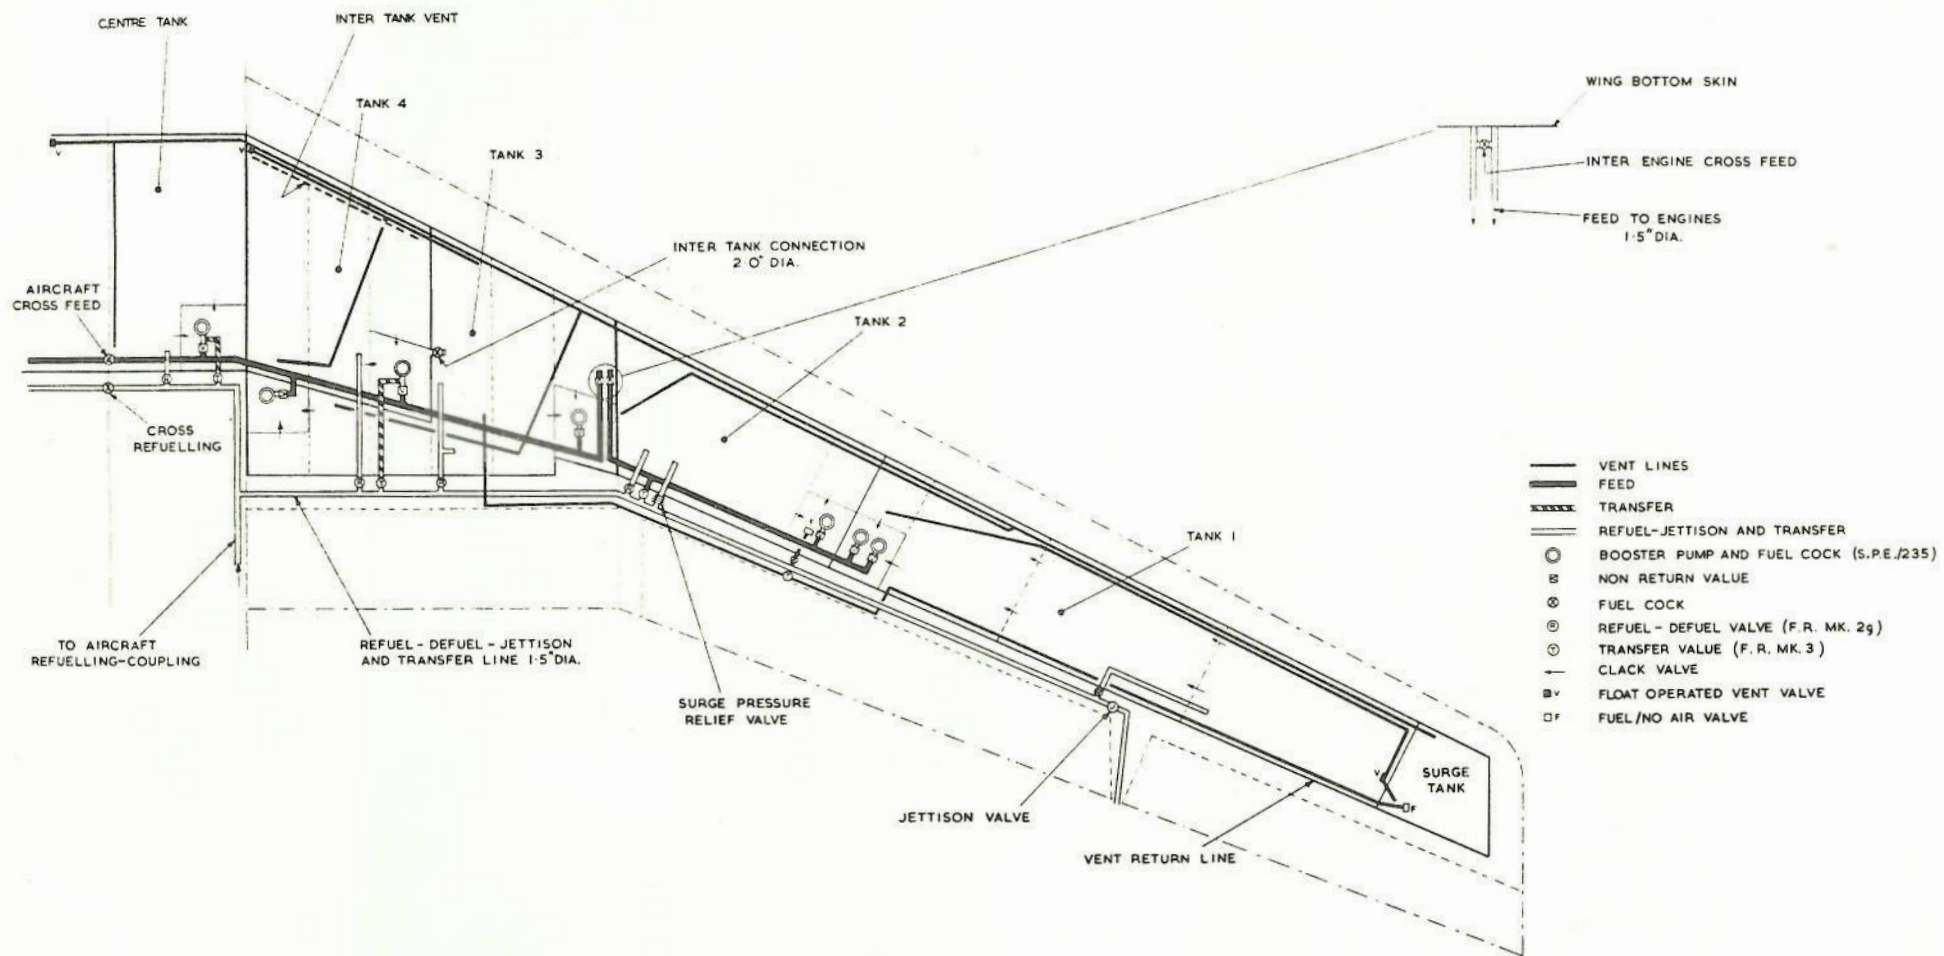 CENTRE TANK
INTER TANK VENT
TANK 4
TANK 3
WING BOTTOM SKIN
INTER ENGINE CROSS FEED
FEED TO ENGINES
1·5" DIA.
INTER TANK CONNECTION
2·0" DIA.
AIRCRAFT
CROSS FEED
TANK 2
CROSS
REFUELLING
TANK 1
TO AIRCRAFT
REFUELLING-COUPLING
REFUEL-DEFUEL-JETTISON
AND TRANSFER LINE 1·5" DIA.
SURGE PRESSURE
RELIEF VALVE
JETTISON VALVE
VENT RETURN LINE
SURGE
TANK
V
V
V
F
VENT LINES
FEED
TRANSFER
REFUEL-JETTISON AND TRANSFER
BOOSTER PUMP AND FUEL COCK (S.P.E./235)
NON RETURN VALUE
FUEL COCK
R REFUEL-DEFUEL VALVE (F.R. MK. 2g)
T TRANSFER VALUE (F.R. MK. 3)
CLACK VALVE
V FLOAT OPERATED VENT VALVE
F FUEL/NO AIR VALVE